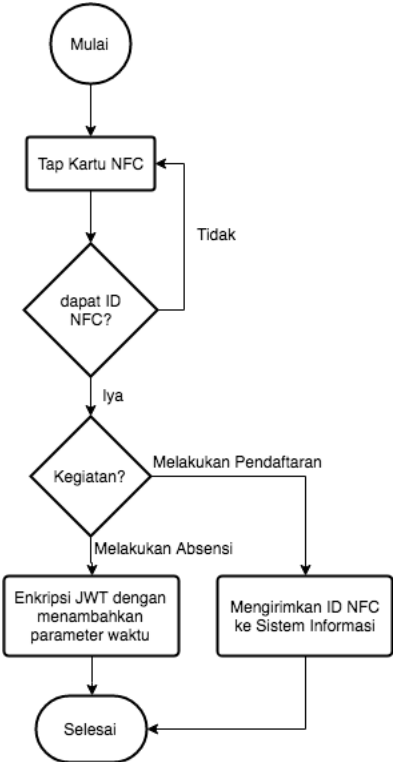 Mulai
Tap Kartu NFC
Tidak
dapat ID
NFC?
Iya
Melakukan Pendaftaran
Kegiatan?
Melakukan Absensi
Enkripsi JWT dengan
menambahkan
parameter waktu
Mengirimkan ID NFC
ke Sistem Informasi
Selesai